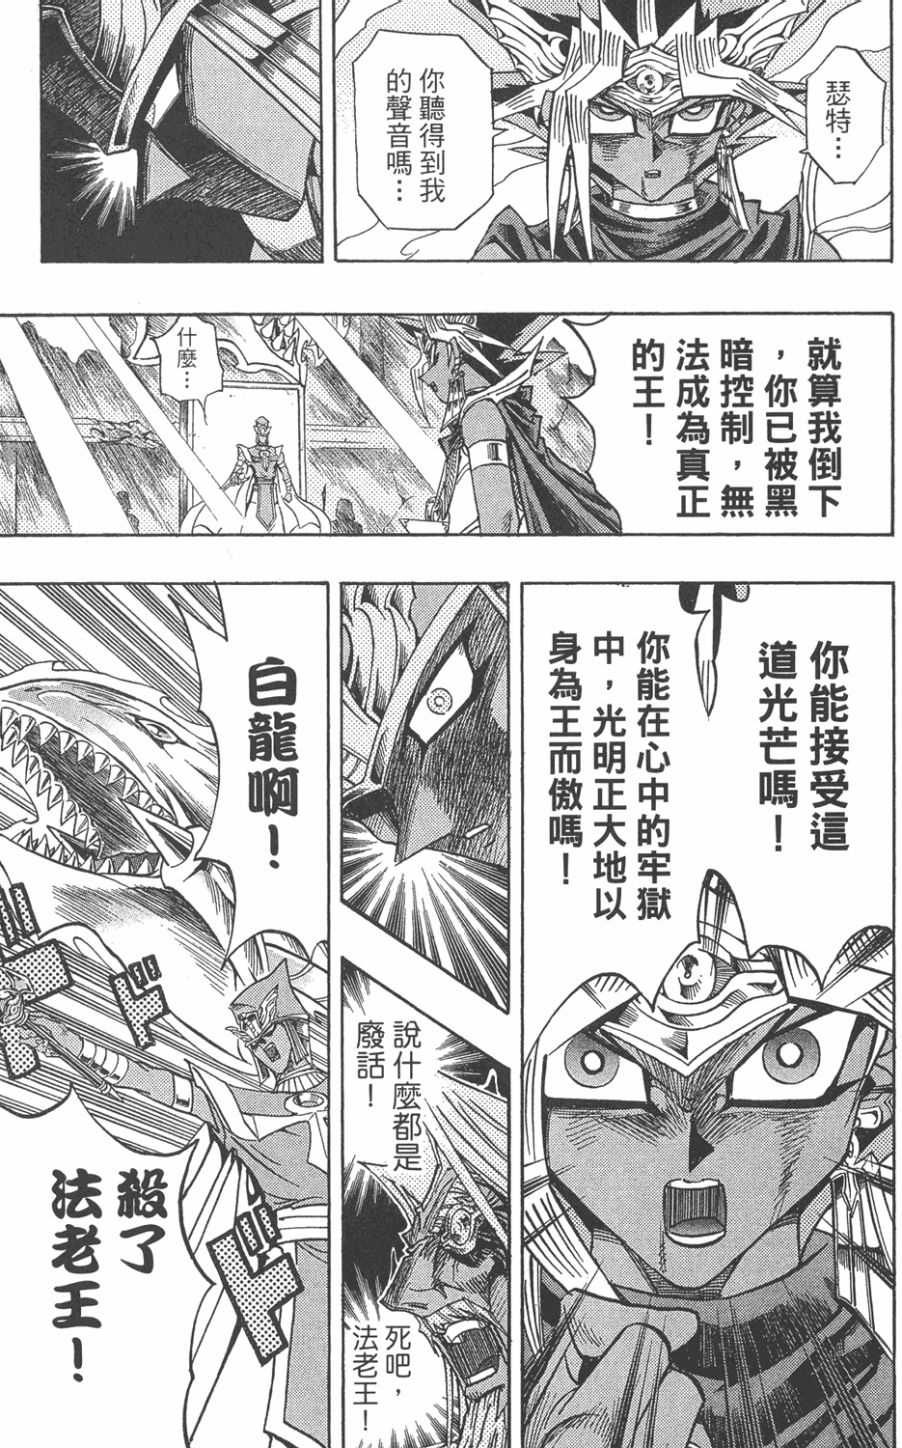 瑟特…
你聽得到我
的聲音嗎…
就算我倒下
，你已被黑
暗控制，無
法成為真正
的王！
什麼…
你能接受這
道光芒嗎！
你能在心中的牢獄
中，光明正大地以
身為王而傲嗎！
說什麼都是
廢話！
死吧，
法老王！
白龍啊！
殺了
法老王！
ドドドド